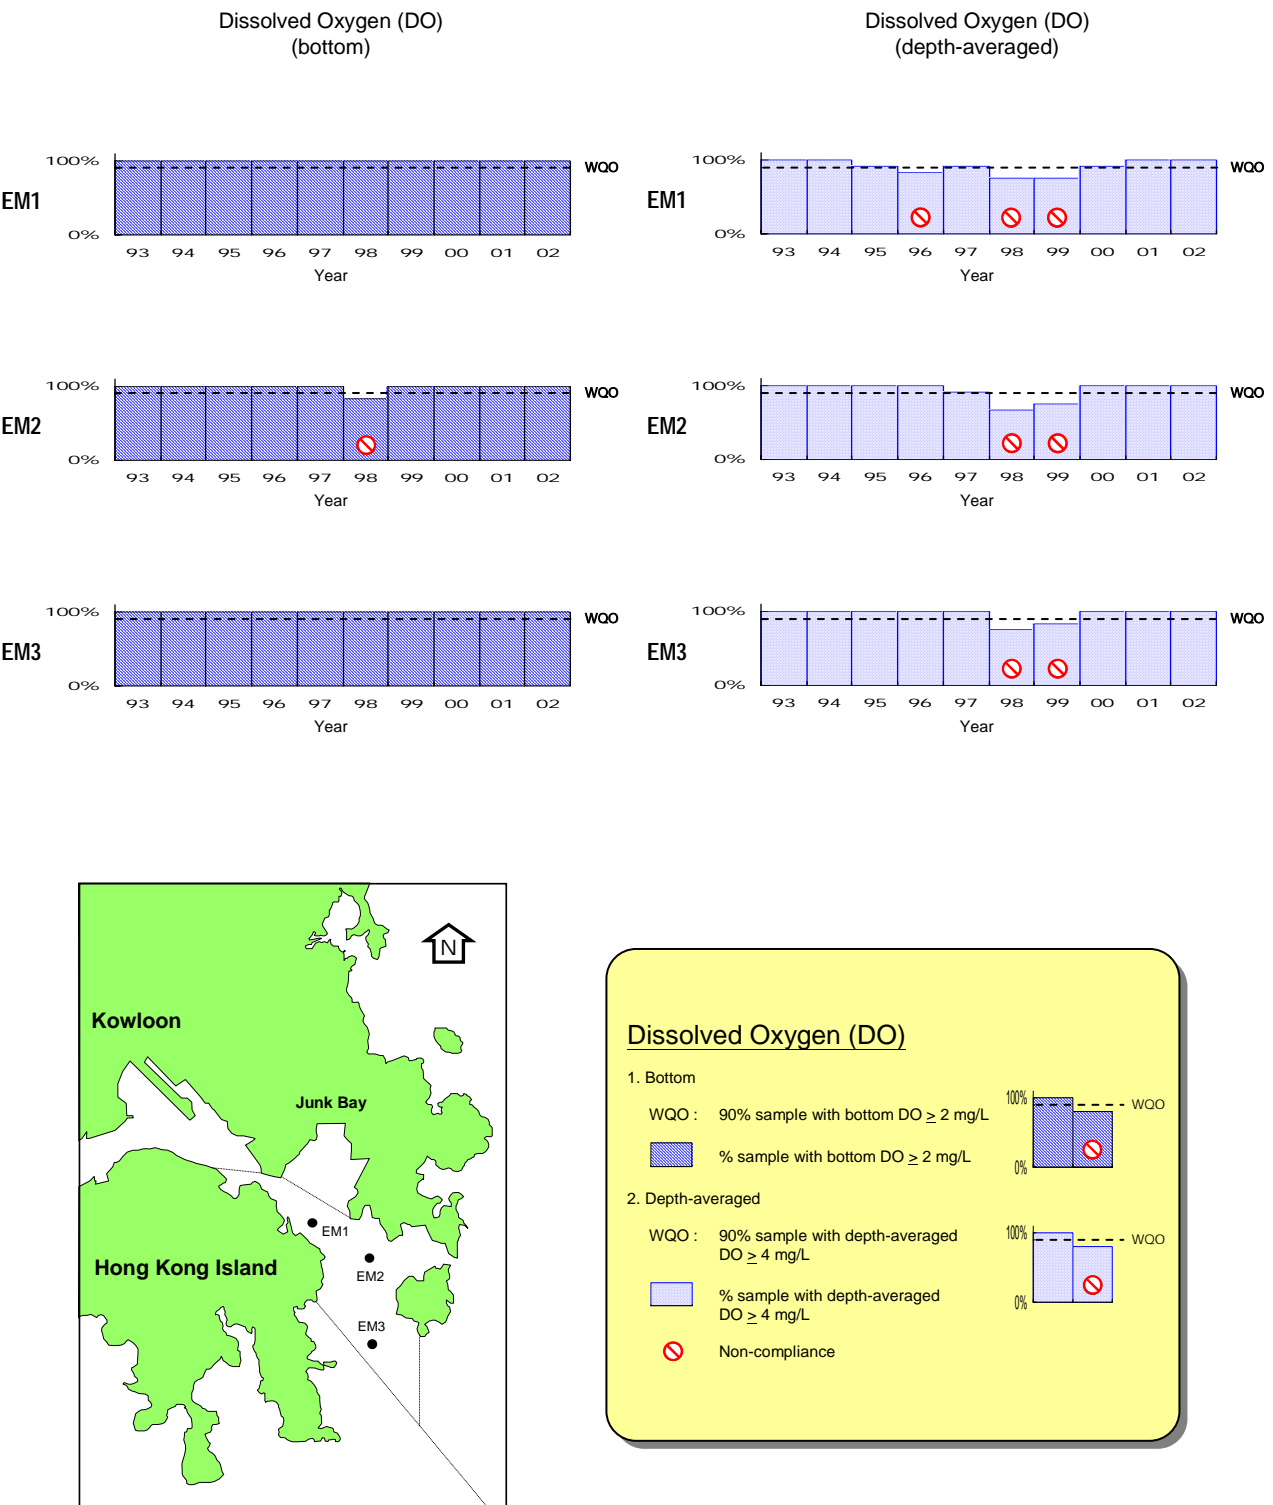 Dissolved Oxygen (DO)
(bottom)
Dissolved Oxygen (DO)
(depth-averaged)
EM1
100%
0%
WQO
93 94 95 96 97 98 99 00 01 02
Year
EM1
100%
0%
WQO
93 94 95 96 97 98 99 00 01 02
Year
EM2
100%
0%
WQO
93 94 95 96 97 98 99 00 01 02
Year
EM2
100%
0%
WQO
93 94 95 96 97 98 99 00 01 02
Year
EM3
100%
0%
WQO
93 94 95 96 97 98 99 00 01 02
Year
EM3
100%
0%
WQO
93 94 95 96 97 98 99 00 01 02
Year
N
Kowloon
Junk Bay
EM1
Hong Kong Island
EM2
EM3
Dissolved Oxygen (DO)
1. Bottom
WQO : 90% sample with bottom DO ≥ 2 mg/L
% sample with bottom DO ≥ 2 mg/L
100%
0%
WQO
2. Depth-averaged
WQO : 90% sample with depth-averaged
DO ≥ 4 mg/L
% sample with depth-averaged
DO ≥ 4 mg/L
100%
0%
WQO
Non-compliance